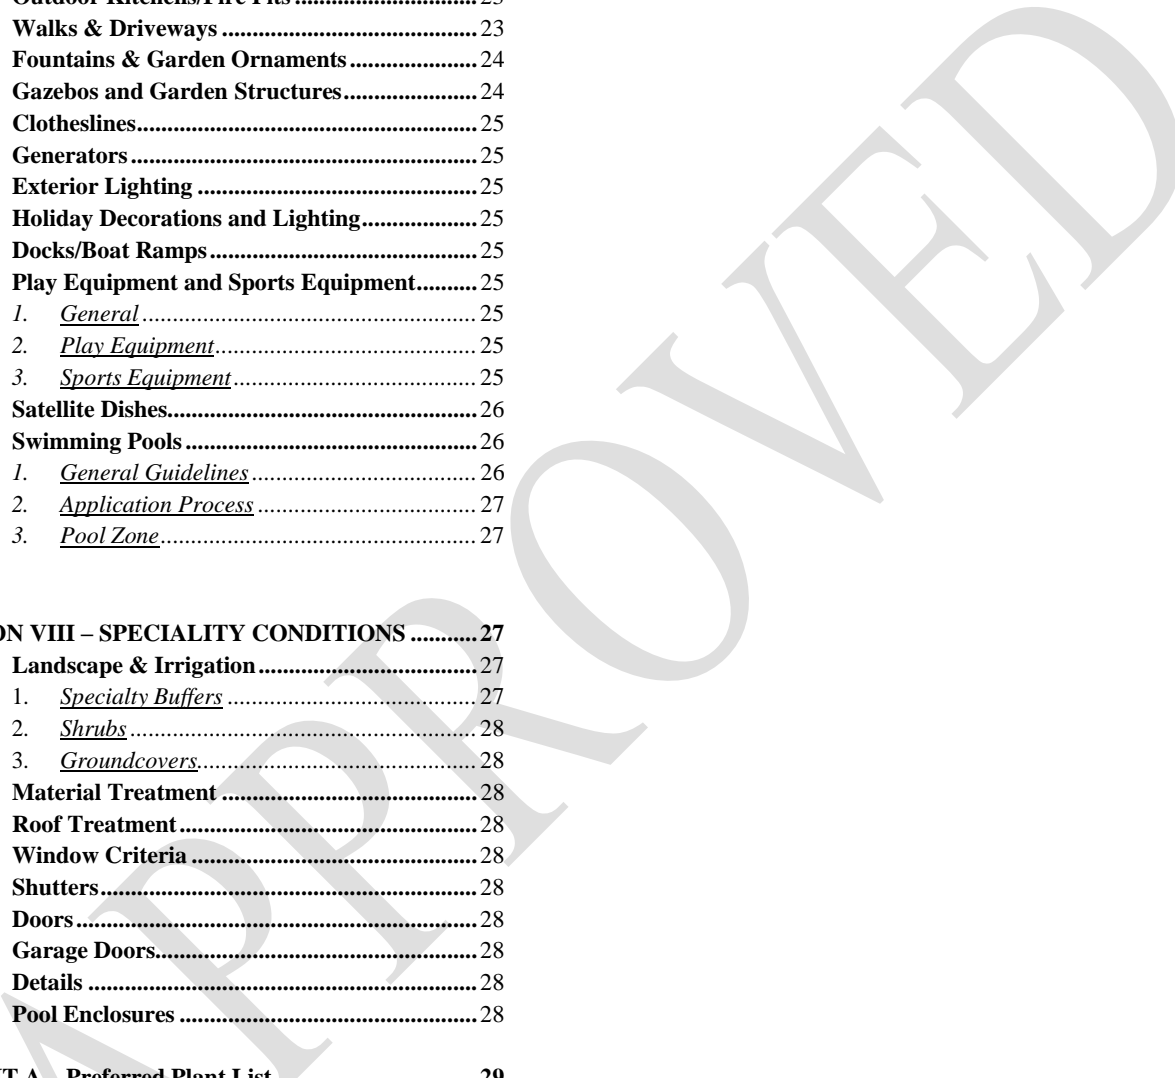 Outdoor Kitchens/Fire Pits ............................ 23
Walks & Driveways .......................................... 23
Fountains & Garden Ornaments ..................... 24
Gazebos and Garden Structures...................... 24
Clotheslines........................................................ 25
Generators ......................................................... 25
Exterior Lighting .............................................. 25
Holiday Decorations and Lighting................... 25
Docks/Boat Ramps ............................................ 25
Play Equipment and Sports Equipment.......... 25
1. General ....................................................... 25
2. Play Equipment........................................... 25
3. Sports Equipment ........................................ 25
Satellite Dishes................................................... 26
Swimming Pools ................................................ 26
1. General Guidelines ..................................... 26
2. Application Process .................................... 27
3. Pool Zone .................................................... 27
ON VIII – SPECIALITY CONDITIONS ........... 27
Landscape & Irrigation .................................... 27
1. Specialty Buffers ......................................... 27
2. Shrubs ......................................................... 28
3. Groundcovers.............................................. 28
Material Treatment .......................................... 28
Roof Treatment ................................................. 28
Window Criteria ............................................... 28
Shutters .............................................................. 28
Doors .................................................................. 28
Garage Doors..................................................... 28
Details ................................................................ 28
Pool Enclosures ................................................. 28
IT A – Preferred Plant List .................................. 29
APPROVED